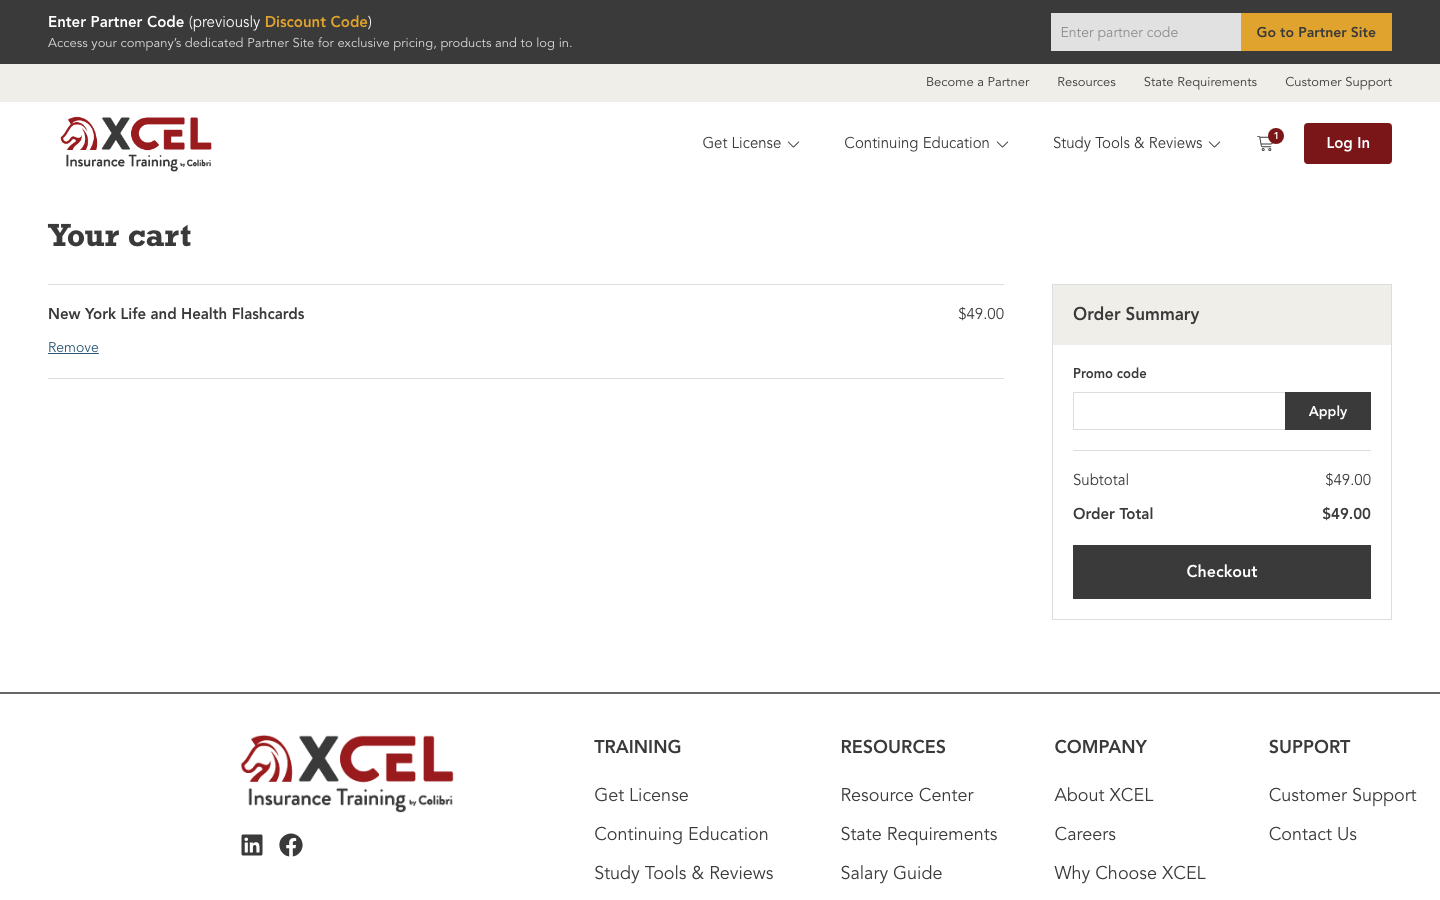 Enter Partner Code (previously Discount Code)
Access your company's dedicated Partner Site for exclusive pricing, products and to log in.
Enter partner code
Go to Partner Site
Become a Partner
Resources
State Requirements
Customer Support
XCEL
Insurance Training by Colibri
Get License
Continuing Education
Study Tools & Reviews
1
Log In
Your cart
New York Life and Health Flashcards
$49.00
Remove
Order Summary
Promo code
Apply
Subtotal
$49.00
Order Total
$49.00
Checkout
XCEL
Insurance Training by Colibri
in
TRAINING
Get License
Continuing Education
Study Tools & Reviews
RESOURCES
Resource Center
State Requirements
Salary Guide
COMPANY
About XCEL
Careers
Why Choose XCEL
SUPPORT
Customer Support
Contact Us